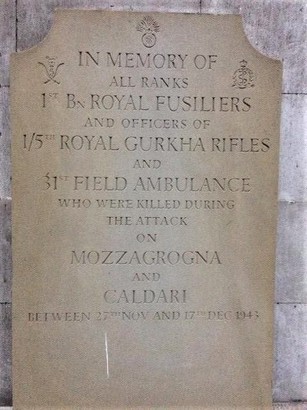 IN MEMORY OF
ALL RANKS
1ST BN ROYAL FUSILIERS
AND OFFICERS OF
1/5TH ROYAL GURKHA RIFLES
AND
31ST FIELD AMBULANCE
WHO WERE KILLED DURING
THE ATTACK
ON
MOZZAGROGNA
AND
CALDARI
BETWEEN 27TH NOV AND 17TH DEC 1943